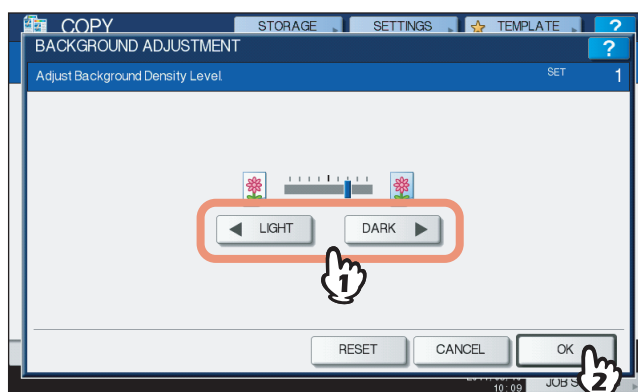 COPY STORAGE SETTINGS TEMPLATE ?
BACKGROUND ADJUSTMENT ?
Adjust Background Density Level. SET 1
LIGHT DARK
1
RESET CANCEL OK
2
10:09 JOB S